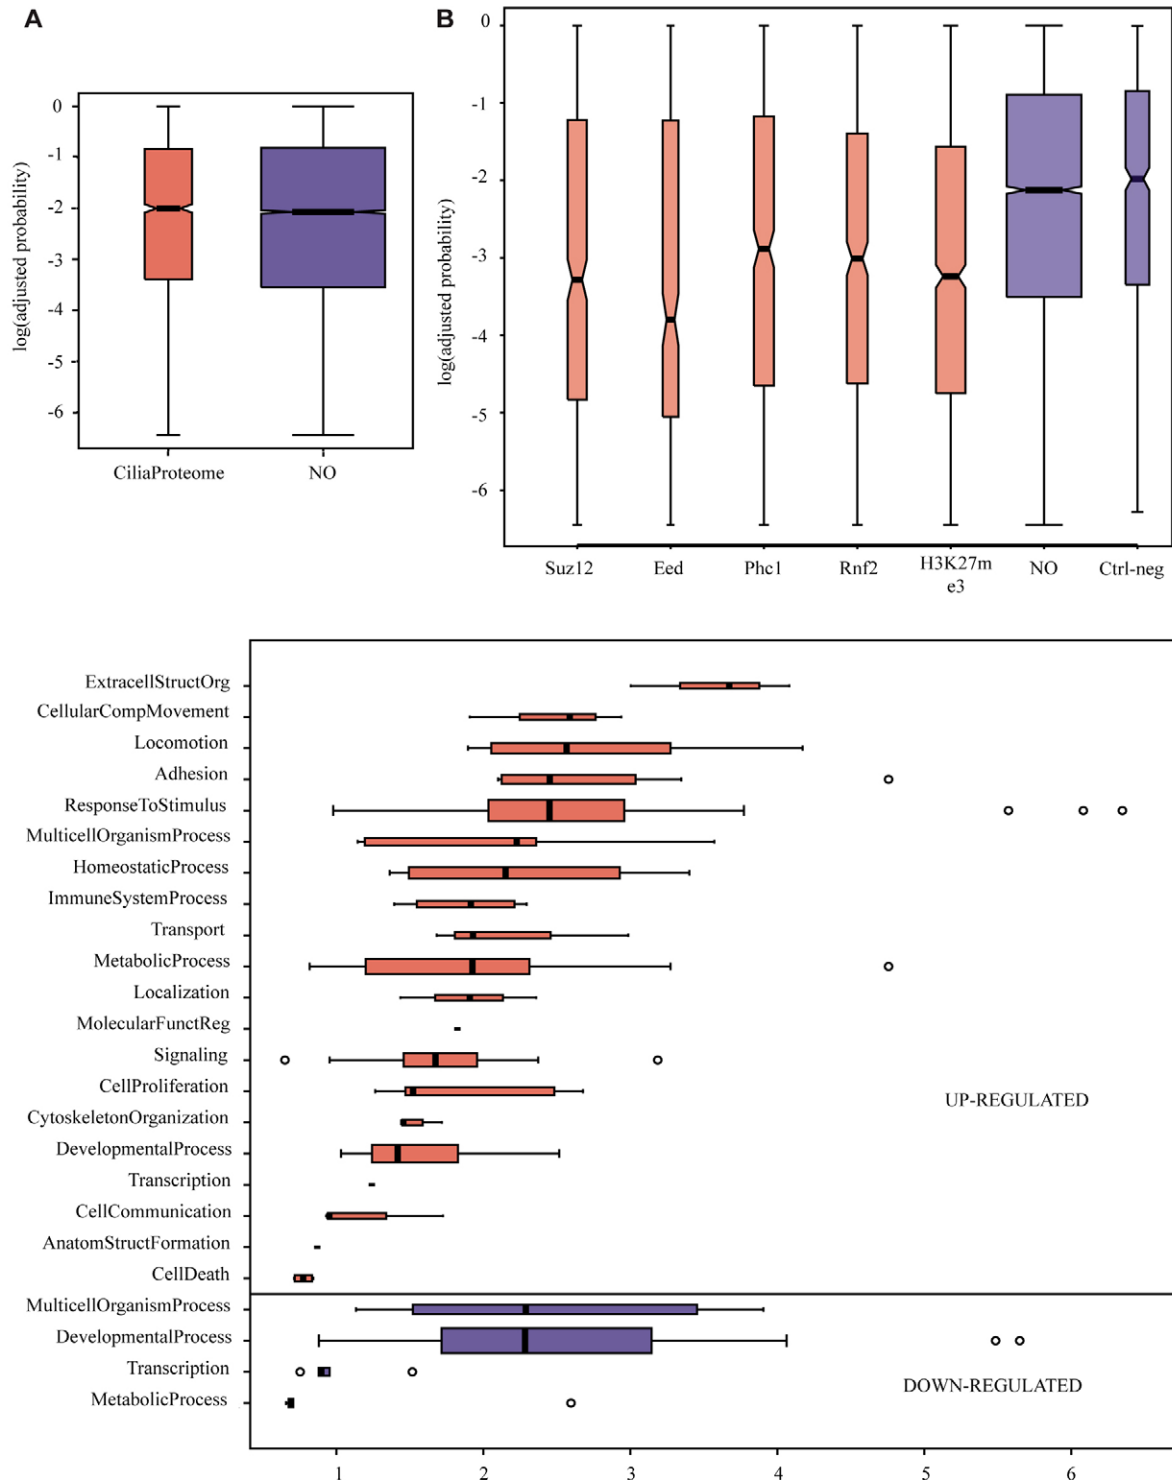 A
B
0
-1
-2
-3
-4
-5
-6
log(adjusted probability)
CiliaProteome
NO
0
-1
-2
-3
-4
-5
-6
log(adjusted probability)
Suz12
Eed
Phc1
Rnf2
H3K27m
e3
NO
Ctrl-neg
ExtracellStructOrg
CellularCompMovement
Locomotion
Adhesion
ResponseToStimulus
MulticellOrganismProcess
HomeostaticProcess
ImmuneSystemProcess
Transport
MetabolicProcess
Localization
MolecularFunctReg
Signaling
CellProliferation
CytoskeletonOrganization
DevelopmentalProcess
Transcription
CellCommunication
AnatomStructFormation
CellDeath
UP-REGULATED
MulticellOrganismProcess
DevelopmentalProcess
Transcription
MetabolicProcess
DOWN-REGULATED
1
2
3
4
5
6